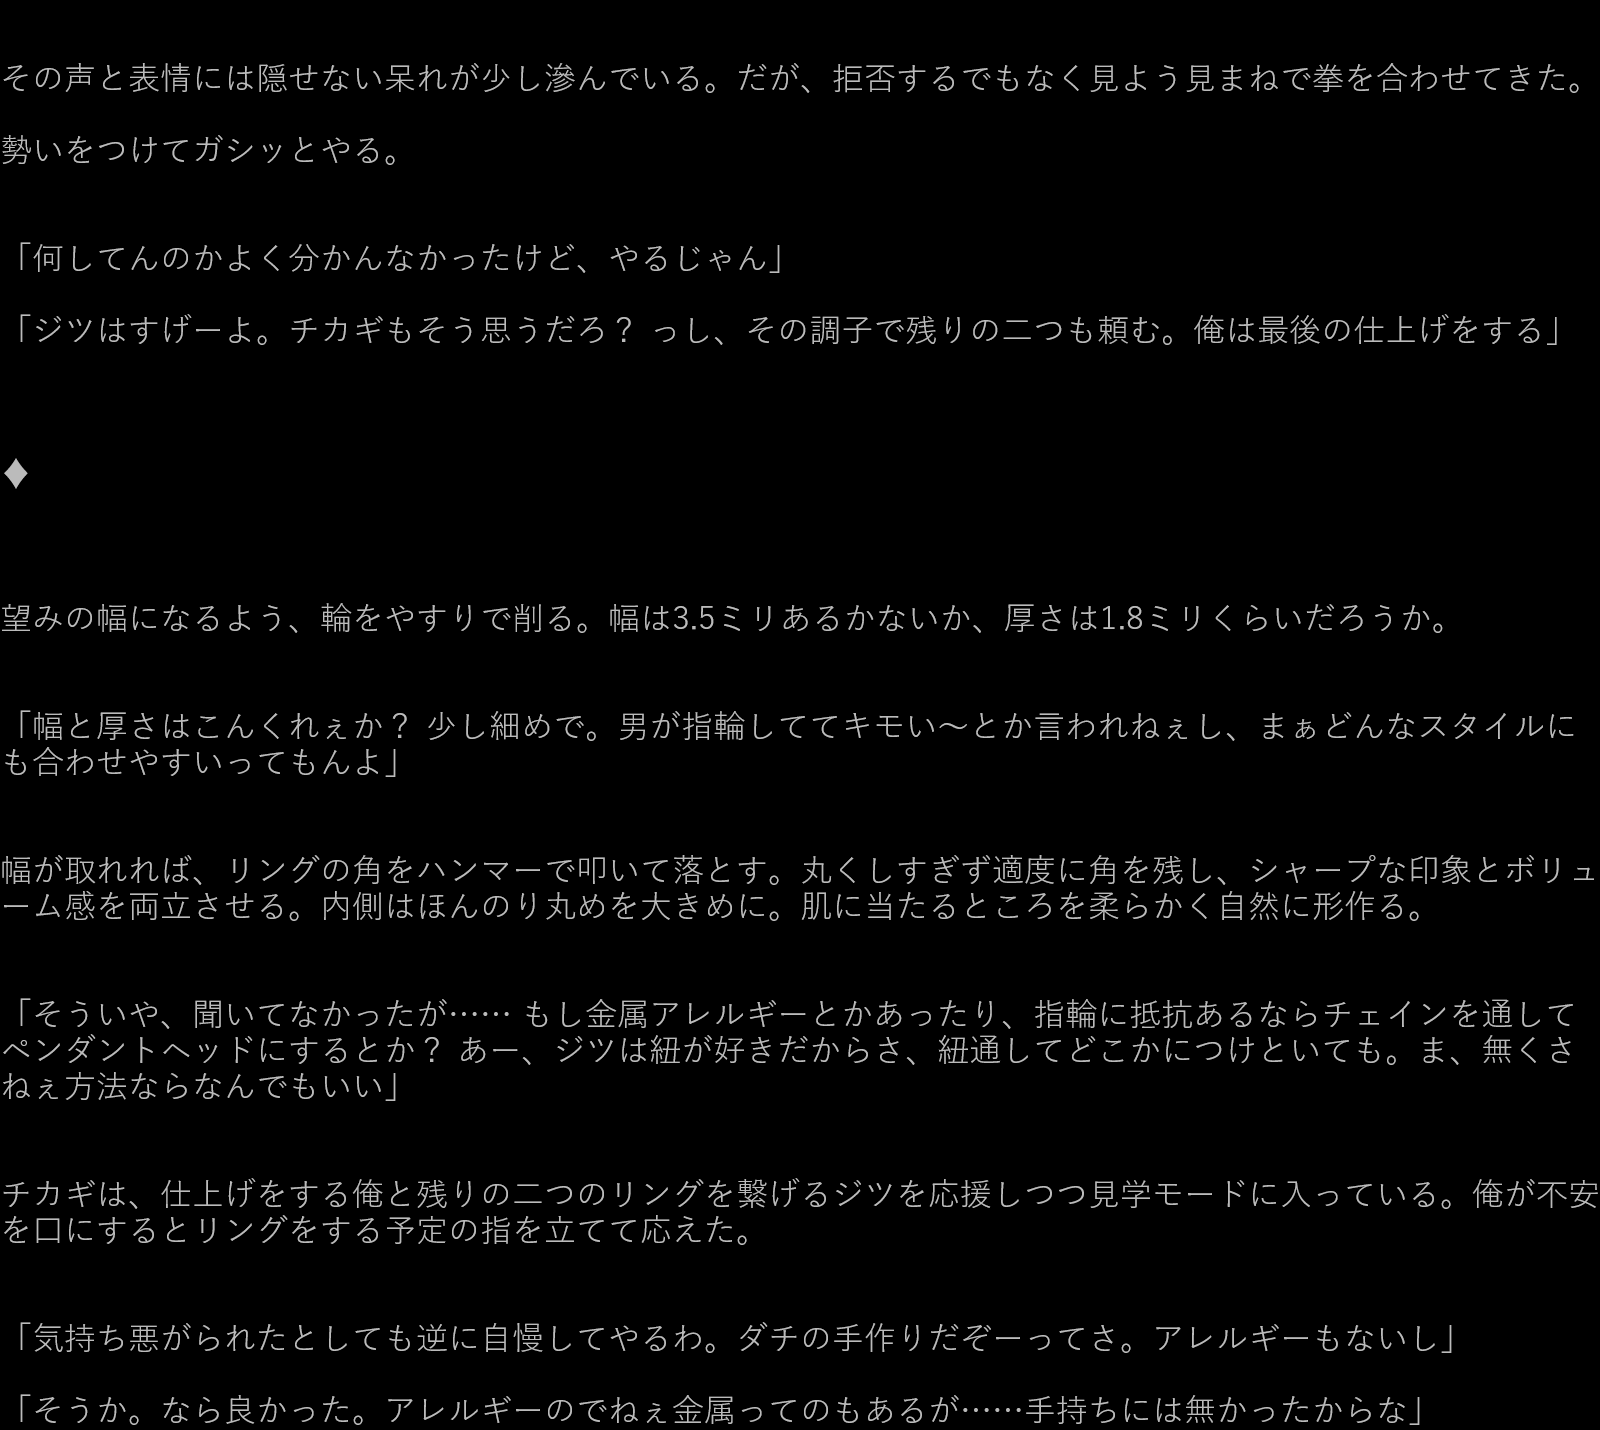 その声と表情には隠せない呆れが少し滲んでいる。だが、拒否するでもなく見よう見まねで拳を合わせてきた。
勢いをつけてガシッとやる。
「何してんのかよく分かんなかったけど、やるじゃん」
「ジツはすげーよ。チカギもそう思うだろ？ っし、その調子で残りの二つも頼む。俺は最後の仕上げをする」
♦
望みの幅になるよう、輪をやすりで削る。幅は3.5ミリあるかないか、厚さは1.8ミリくらいだろうか。
「幅と厚さはこんくれぇか？ 少し細めで。男が指輪しててキモい〜とか言われねぇし、まぁどんなスタイルに
も合わせやすいってもんよ」
幅が取れれば、リングの角をハンマーで叩いて落とす。丸くしすぎず適度に角を残し、シャープな印象とボリュ
ーム感を両立させる。内側はほんのり丸めを大きめに。肌に当たるところを柔らかく自然に形作る。
「そういや、聞いてなかったが…… もし金属アレルギーとかあったり、指輪に抵抗あるならチェインを通して
ペンダントヘッドにするとか？ あー、ジツは紐が好きだからさ、紐通してどこかにつけといても。ま、無くさ
ねぇ方法ならなんでもいい」
チカギは、仕上げをする俺と残りの二つのリングを繋げるジツを応援しつつ見学モードに入っている。俺が不安
を口にするとリングをする予定の指を立てて応えた。
「気持ち悪がられたとしても逆に自慢してやるわ。ダチの手作りだぞーってさ。アレルギーもないし」
「そうか。なら良かった。アレルギーのでねぇ金属ってのもあるが……手持ちには無かったからな」